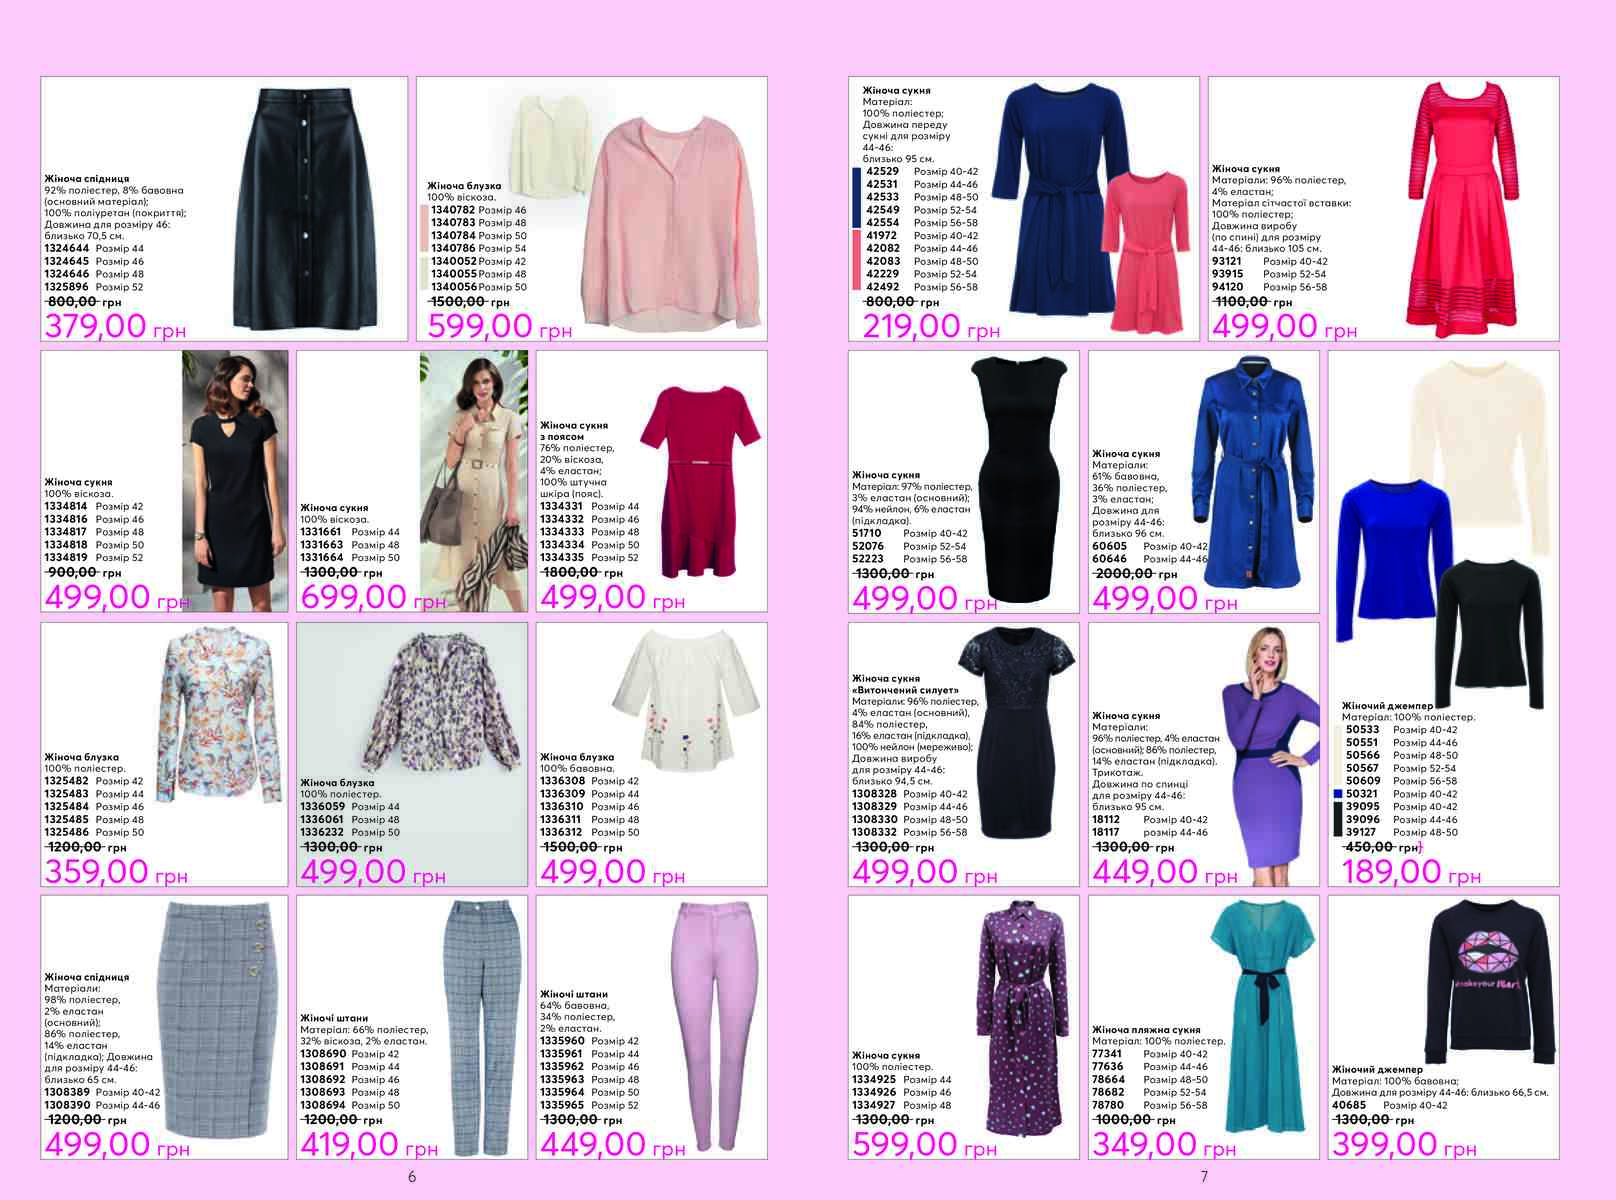 Жіноча спідниця
92% поліестер, 8% бавовна
(основний матеріал);
100% поліуретан (покриття);
Довжина для розміру 46:
близько 70,5 см.
1324644 Розмір 44
1324645 Розмір 46
1324646 Розмір 48
1325896 Розмір 52
800,00 грн
379,00 грн
Жіноча блузка
100% віскоза.
1340782 Розмір 46
1340783 Розмір 48
1340784 Розмір 50
1340786 Розмір 54
1340052 Розмір 42
1340055 Розмір 48
1340056 Розмір 50
1500,00 грн
599,00 грн
Жіноча сукня
100% віскоза.
1334814 Розмір 42
1334816 Розмір 46
1334817 Розмір 48
1334818 Розмір 50
1334819 Розмір 52
900,00 грн
499,00 грн
Жіноча сукня
100% віскоза.
1331661 Розмір 44
1331663 Розмір 48
1331664 Розмір 50
1300,00 грн
699,00 грн
Жіноча сукня
з поясом
76% поліестер,
20% віскоза,
4% еластан;
100% штучна
шкіра (пояс).
1334331 Розмір 44
1334332 Розмір 46
1334333 Розмір 48
1334334 Розмір 50
1334335 Розмір 52
1800,00 грн
499,00 грн
Жіноча блузка
100% поліестер.
1325482 Розмір 42
1325483 Розмір 44
1325484 Розмір 46
1325485 Розмір 48
1325486 Розмір 50
1200,00 грн
359,00 грн
Жіноча блузка
100% поліестер.
1336059 Розмір 44
1336061 Розмір 48
1336232 Розмір 50
1300,00 грн
499,00 грн
Жіноча блузка
100% бавовна.
1336308 Розмір 42
1336309 Розмір 44
1336310 Розмір 46
1336311 Розмір 48
1336312 Розмір 50
1500,00 грн
499,00 грн
Жіноча спідниця
Матеріали:
98% поліестер,
2% еластан
(основний);
86% поліестер,
14% еластан
(підкладка); Довжина
для розміру 44-46:
близько 65 см.
1308389 Розмір 40-42
1308390 Розмір 44-46
1200,00 грн
499,00 грн
Жіночі штани
Матеріал: 66% поліестер,
32% віскоза, 2% еластан.
1308690 Розмір 42
1308691 Розмір 44
1308692 Розмір 46
1308693 Розмір 48
1308694 Розмір 50
1200,00 грн
419,00 грн
Жіночі штани
64% бавовна,
34% поліестер,
2% еластан.
1335960 Розмір 42
1335961 Розмір 44
1335962 Розмір 46
1335963 Розмір 48
1335964 Розмір 50
1335965 Розмір 52
1300,00 грн
449,00 грн
6
Жіноча сукня
Матеріал:
100% поліестер;
Довжина переду
сукні для розміру
44-46:
близько 95 см.
42529 Розмір 40-42
42531 Розмір 44-46
42533 Розмір 48-50
42549 Розмір 52-54
42554 Розмір 56-58
41972 Розмір 40-42
42082 Розмір 44-46
42083 Розмір 48-50
42229 Розмір 52-54
42492 Розмір 56-58
800,00 грн
219,00 грн
Жіноча сукня
Матеріали: 96% поліестер,
4% еластан;
Матеріал сітчастої вставки:
100% поліестер;
Довжина виробу
(по спині) для розміру
44-46: близько 105 см.
93121 Розмір 40-42
93915 Розмір 52-54
94120 Розмір 56-58
1100,00 грн
499,00 грн
Жіноча сукня
Матеріал: 97% поліестер,
3% еластан (основний);
94% нейлон, 6% еластан
(підкладка).
51710 Розмір 40-42
52076 Розмір 52-54
52223 Розмір 56-58
1300,00 грн
499,00 грн
Жіноча сукня
Матеріали:
61% бавовна,
36% поліестер,
3% еластан;
Довжина для
розміру 44-46:
близько 96 см.
60605 Розмір 40-42
60646 Розмір 44-46
2000,00 грн
499,00 грн
Жіночий джемпер
Матеріал: 100% поліестер.
50533 Розмір 40-42
50551 Розмір 44-46
50566 Розмір 48-50
50567 Розмір 52-54
50609 Розмір 56-58
50321 Розмір 40-42
39095 Розмір 40-42
39096 Розмір 44-46
39127 Розмір 48-50
450,00 грн}
189,00 грн
Жіноча сукня
«Витончений силует»
Матеріали: 96% поліестер,
4% еластан (основний),
84% поліестер,
16% еластан (підкладка),
100% нейлон (мереживо);
Довжина виробу
для розміру 44-46:
близько 94,5 см.
1308328 Розмір 40-42
1308329 Розмір 44-46
1308330 Розмір 48-50
1308332 Розмір 56-58
1300,00 грн
499,00 грн
Жіноча сукня
Матеріали:
96% поліестер, 4% еластан
(основний); 86% поліестер,
14% еластан (підкладка).
Трикотаж.
Довжина по спинці
для розміру 44-46:
близько 95 см.
18112 Розмір 40-42
18117 розмір 44-46
1300,00 грн
449,00 грн
Жіноча сукня
100% поліестер.
1334925 Розмір 44
1334926 Розмір 46
1334927 Розмір 48
1300,00 грн
599,00 грн
Жіноча пляжна сукня
Матеріал: 100% поліестер.
77341 Розмір 40-42
77636 Розмір 44-46
78664 Розмір 48-50
78682 Розмір 52-54
78780 Розмір 56-58
1000,00 грн
349,00 грн
#makeyour
Жіночий джемпер
Матеріал: 100% бавовна;
Довжина для розміру 44-46: близько 66,5 см.
40685 Розмір 40-42
1300,00 грн
399,00 грн
7